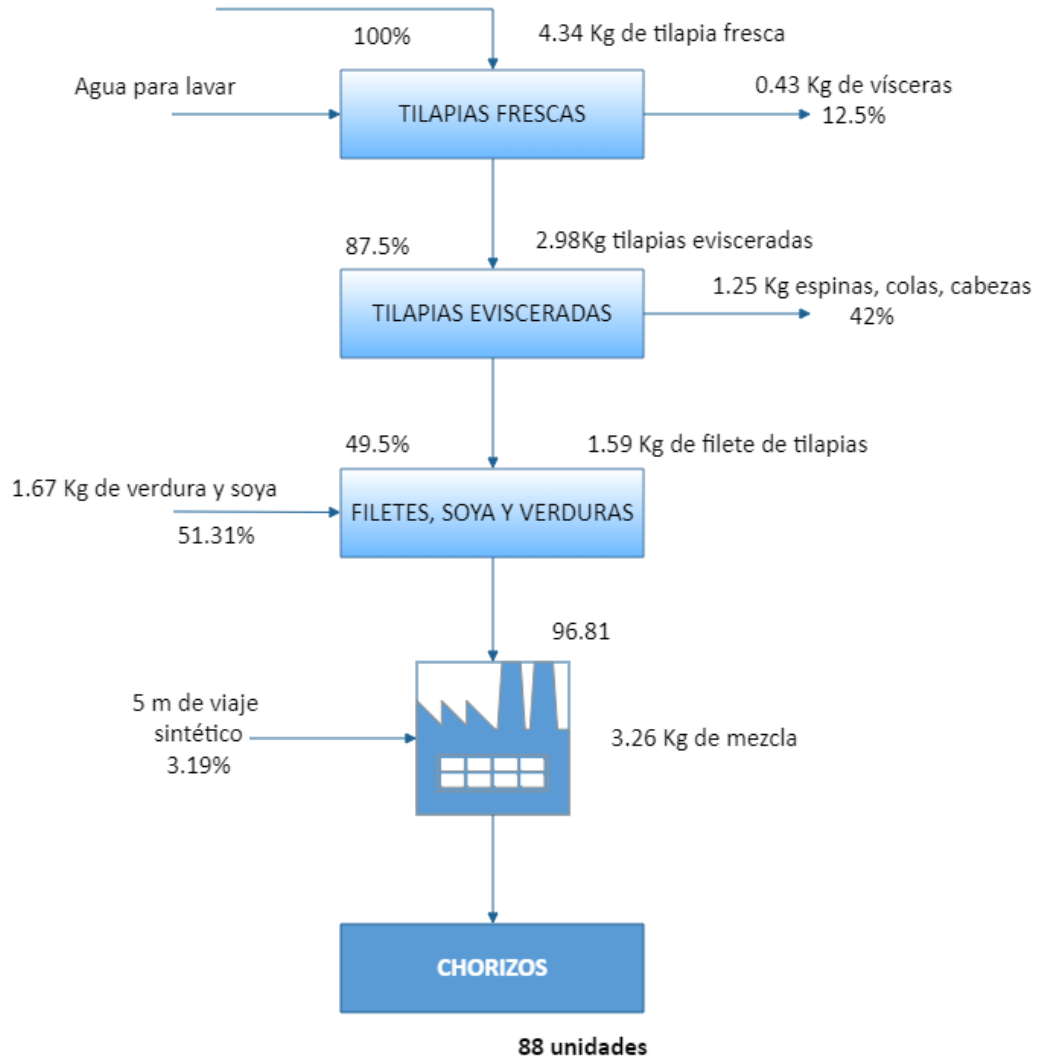 100%
4.34 Kg de tilapia fresca
Agua para lavar
TILAPIAS FRESCAS
0.43 Kg de vísceras
12.5%
87.5%
2.98Kg tilapias evisceradas
TILAPIAS EVISCERADAS
1.25 Kg espinas, colas, cabezas
42%
49.5%
1.59 Kg de filete de tilapias
1.67 Kg de verdura y soya
51.31%
FILETES, SOYA Y VERDURAS
96.81
5 m de viaje
sintético
3.19%
3.26 Kg de mezcla
CHORIZOS
88 unidades